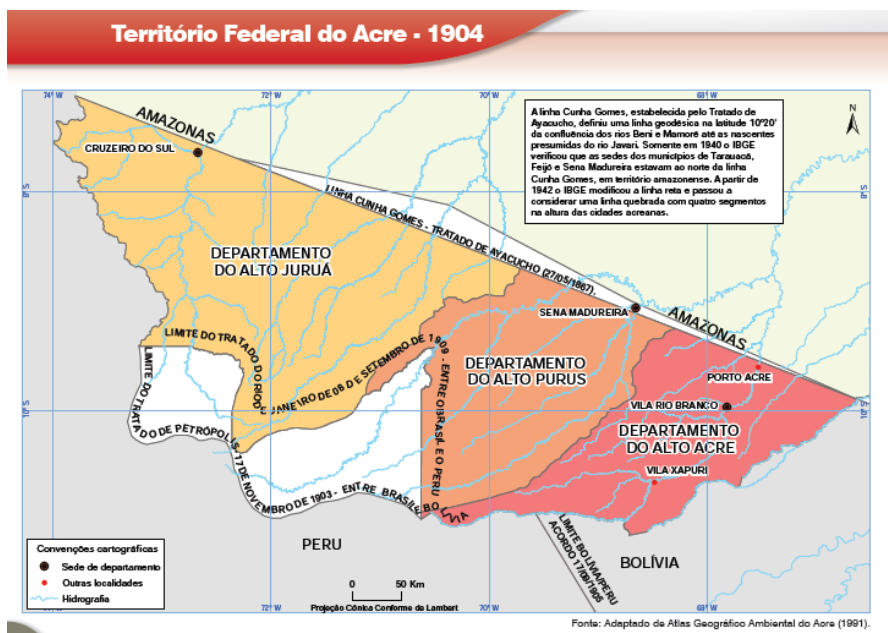 Território Federal do Acre - 1904
74° W
72° W
70° W
68° W
AMAZONAS
CRUZEIRO DO SUL
A linha Cunha Gomes, estabelecida pelo Tratado de
Ayacucho, definiu uma linha geodésica na latitude 10°20'
da confluência dos rios Beni e Mamoré até as nascentes
presumidas do rio Javari. Somente em 1940 o IBGE
verificou que as sedes dos municípios de Tarauacá,
Feijó e Sena Madureira estavam ao norte da linha
Cunha Gomes, em território amazonense. A partir de
1942 o IBGE modificou a linha reta e passou a
considerar uma linha quebrada com quatro segmentos
na altura das cidades acreanas.
N
8° S
8° S
LINHA CUNHA GOMES - TRATADO DE AYACUCHO (27/05/1867).
DEPARTAMENTO
DO ALTO JURUÁ
SENA MADUREIRA
AMAZONAS
LIMITE DO TRATADO DO RIO DE JANEIRO DE 08 DE SETEMBRO DE 1909 - ENTRE O BRASIL E O PERU
DEPARTAMENTO
DO ALTO PURUS
PORTO ACRE
VILA RIO BRANCO
10° S
10° S
DEPARTAMENTO
DO ALTO ACRE
VILA XAPURI
LIMITE DO TRATADO DE PETRÓPOLIS - 17 DE NOVEMBRO DE 1903 - ENTRE BRASIL E BOLÍVIA
PERU
LIMITE BOLÍVIA/PERU
ACORDO 17/09/1905
BOLÍVIA
Convenções cartográficas
Sede de departamento
Outras localidades
Hidrografia
0 50 Km
Projeção Cônica Conforme de Lambert
74° W
72° W
70° W
68° W
Fonte: Adaptado de Atlas Geográfico Ambiental do Acre (1991).